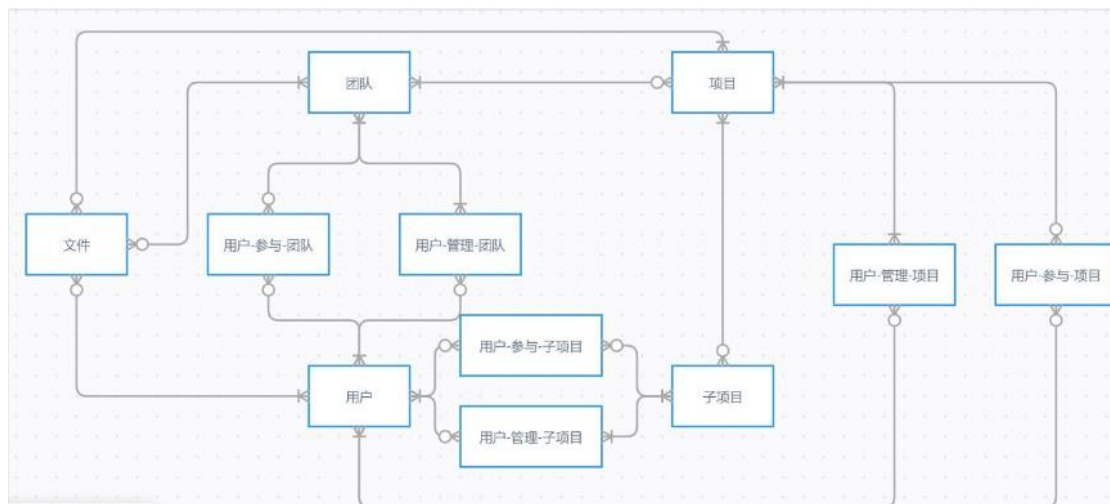 团队
项目
文件
用户-参与-团队
用户-管理-团队
用户-管理-项目
用户-参与-项目
用户-参与-子项目
用户
子项目
用户-管理-子项目